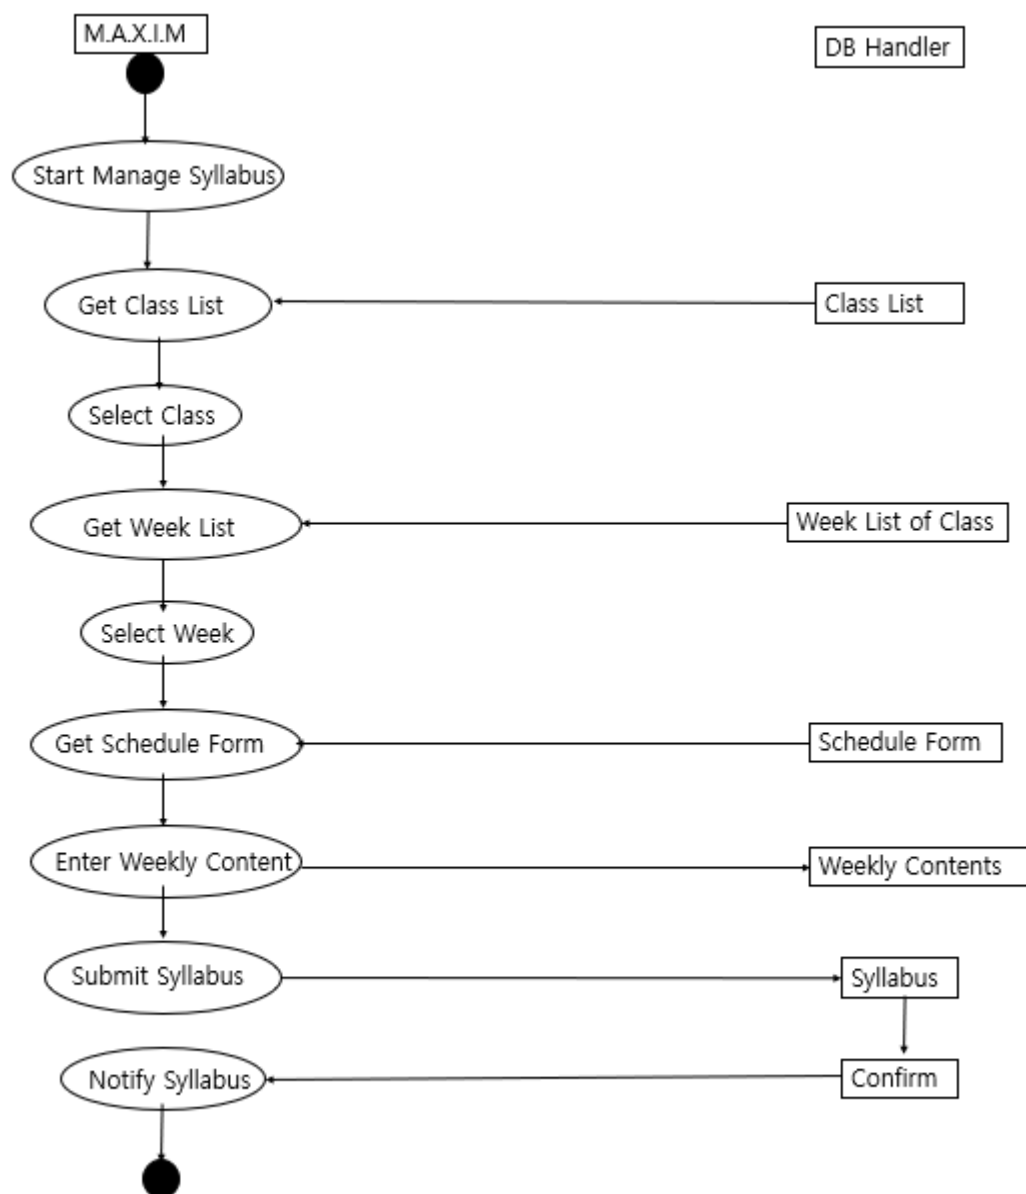 M.A.X.I.M
DB Handler
Start Manage Syllabus
Get Class List
Class List
Select Class
Get Week List
Week List of Class
Select Week
Get Schedule Form
Schedule Form
Enter Weekly Content
Weekly Contents
Submit Syllabus
Syllabus
Notify Syllabus
Confirm